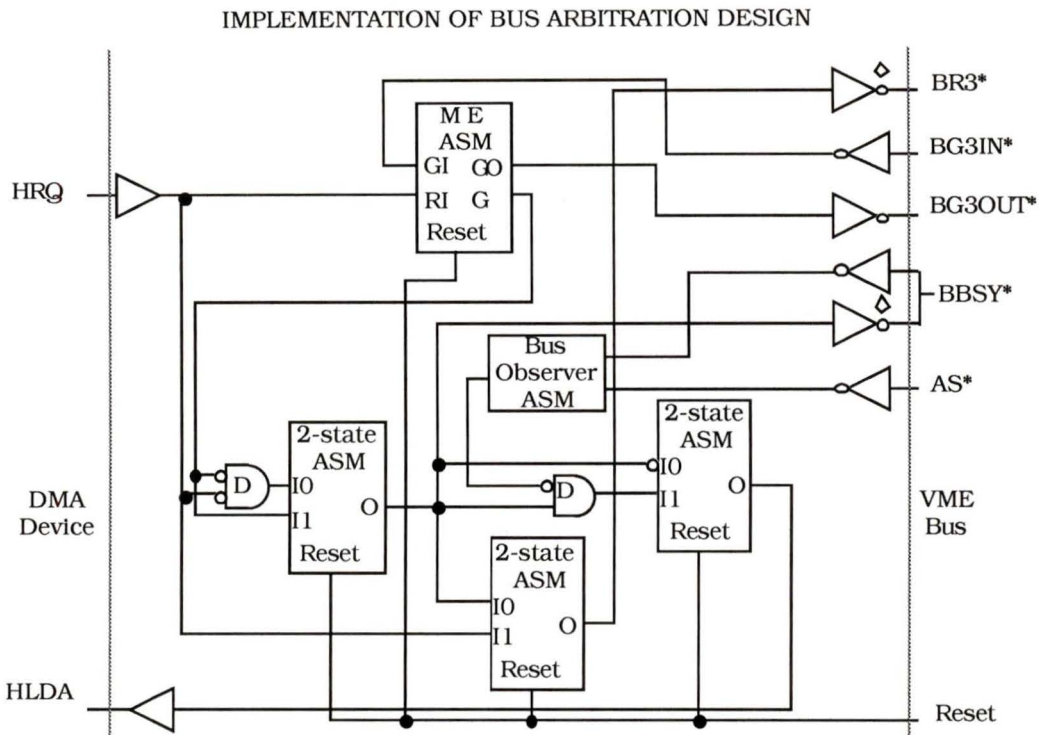 IMPLEMENTATION OF BUS ARBITRATION DESIGN
BR3*
M E
ASM
GI GO
RI G
Reset
BG3IN*
HRQ
BG3OUT*
BBSY*
Bus
Observer
ASM
AS*
2-state
ASM
I0
I1
O
Reset
D
2-state
ASM
I0
I1
O
Reset
D
DMA
Device
VME
Bus
2-state
ASM
I0
I1
O
Reset
HLDA
Reset